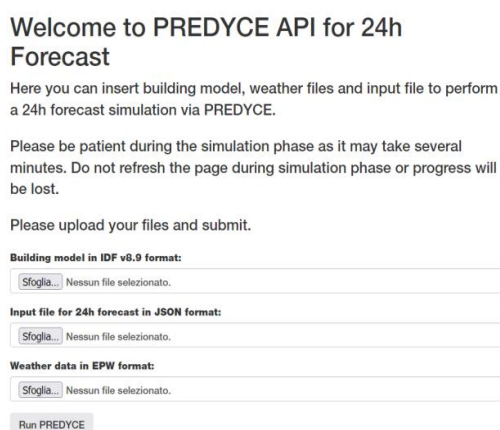 Welcome to PREDYCE API for 24h
Forecast
Here you can insert building model, weather files and input file to perform
a 24h forecast simulation via PREDYCE.
Please be patient during the simulation phase as it may take several
minutes. Do not refresh the page during simulation phase or progress will
be lost.
Please upload your files and submit.
Building model in IDF v8.9 format:
Sfoglia... Nessun file selezionato.
Input file for 24h forecast in JSON format:
Sfoglia... Nessun file selezionato.
Weather data in EPW format:
Sfoglia... Nessun file selezionato.
Run PREDYCE